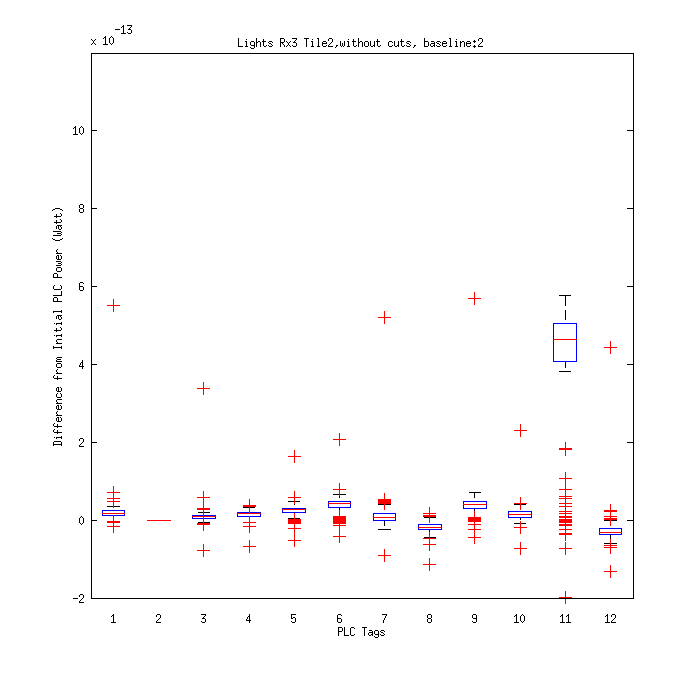 x 10^-13
Lights Rx3 Tile2,without cuts, baseline:2
10
8
6
4
2
0
-2
Difference from Initial PLC Power (Watt)
1 2 3 4 5 6 7 8 9 10 11 12
PLC Tags